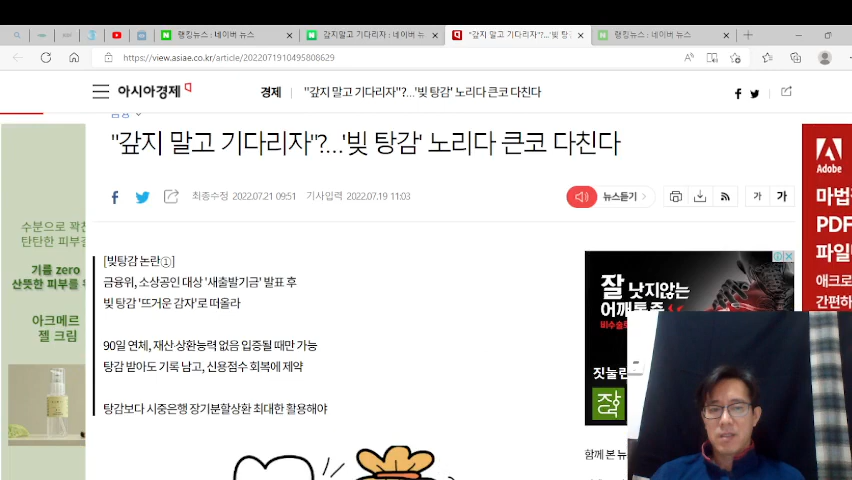 랭킹뉴스 : 네이버 뉴스
갚지말고 기다리자 : 네이버 뉴
"갚지 말고 기다리자"?...'빚 탕감
랭킹뉴스 : 네이버 뉴스
https://view.asiae.co.kr/article/2022071910495808629
아시아경제
경제
"갚지 말고 기다리자"?...'빚 탕감' 노리다 큰코 다친다
금융
"갚지 말고 기다리자"?...'빚 탕감' 노리다 큰코 다친다
최종수정 2022.07.21 09:51 기사입력 2022.07.19 11:03
뉴스듣기
가 가
[빚탕감 논란①]
금융위, 소상공인 대상 '새출발기금' 발표 후
빚 탕감 '뜨거운 감자'로 떠올라
90일 연체, 재산·상환능력 없음 입증될 때만 가능
탕감 받아도 기록 남고, 신용점수 회복에 제약
탕감보다 시중은행 장기분할상환 최대한 활용해야
수분으로 꽉찬
탄탄한 피부결
기름 zero
산뜻한 피부를
아크메르
젤 크림
잘 낫지않는
어깨통증
비수술
짓눌린
잘
함께 본 뉴
Adobe
마법
PDF
파일
애크로
간편하